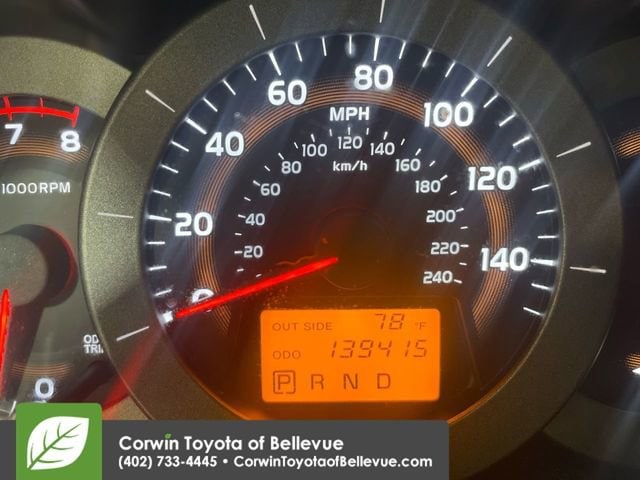 80
60 100
MPH
100 120 140
7 8 40 80 km/h 160 120
60 180
1000RPM
20 40 200
20 220 140
240
0
OUT SIDE 78 °F
ODO 139415
P R N D
0
Corwin Toyota of Bellevue
(402) 733-4445 • CorwinToyotaofBellevue.com